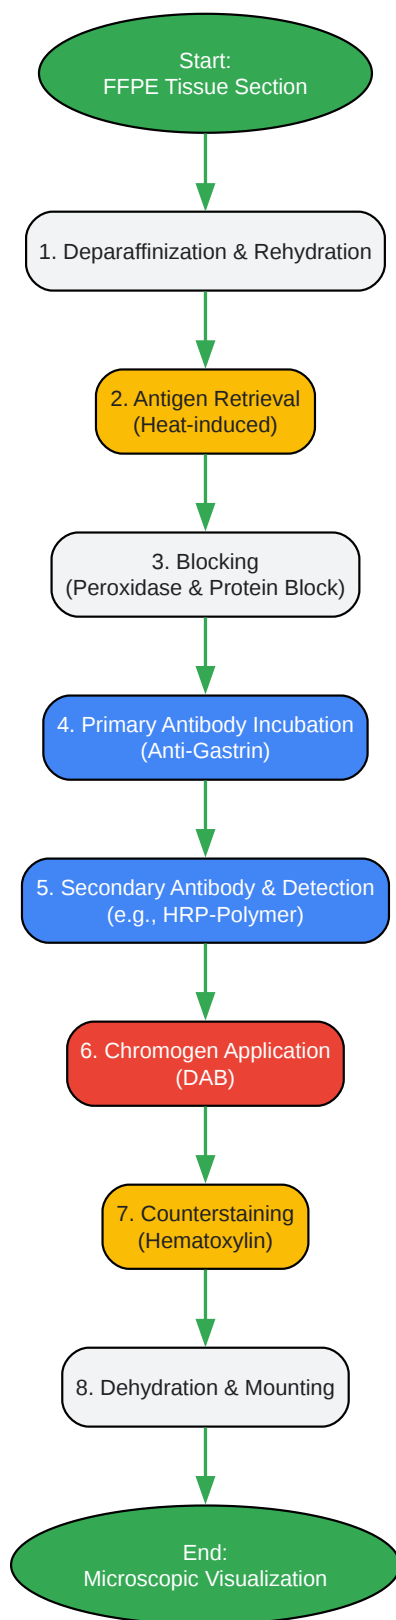 Start:
FFPE Tissue Section
1. Deparaffinization & Rehydration
2. Antigen Retrieval
(Heat-induced)
3. Blocking
(Peroxidase & Protein Block)
4. Primary Antibody Incubation
(Anti-Gastrin)
5. Secondary Antibody & Detection
(e.g., HRP-Polymer)
6. Chromogen Application
(DAB)
7. Counterstaining
(Hematoxylin)
8. Dehydration & Mounting
End:
Microscopic Visualization